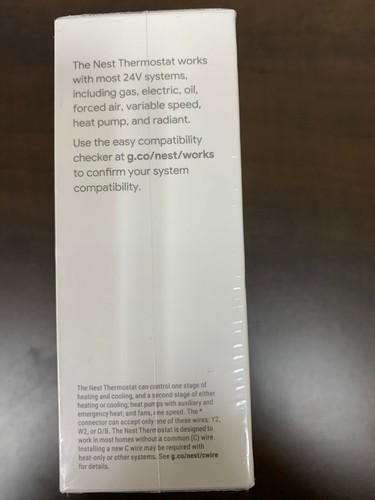 The Nest Thermostat works
with most 24V systems,
including gas, electric, oil,
forced air, variable speed,
heat pump, and radiant.
Use the easy compatibility
checker at g.co/nest/works
to confirm your system
compatibility.
The Nest Thermostat can control one stage of
heating and cooling, and a second stage of either
heating or cooling; heat pumps with auxiliary and
emergency heat; and fans, one speed. The *
connector can accept only one of these wires: Y2,
W2, or O/B. The Nest Thermostat is designed to
work in most homes without a common (C) wire.
Installing a new C wire may be required with
heat-only or other systems. See g.co/nest/cwire
for details.